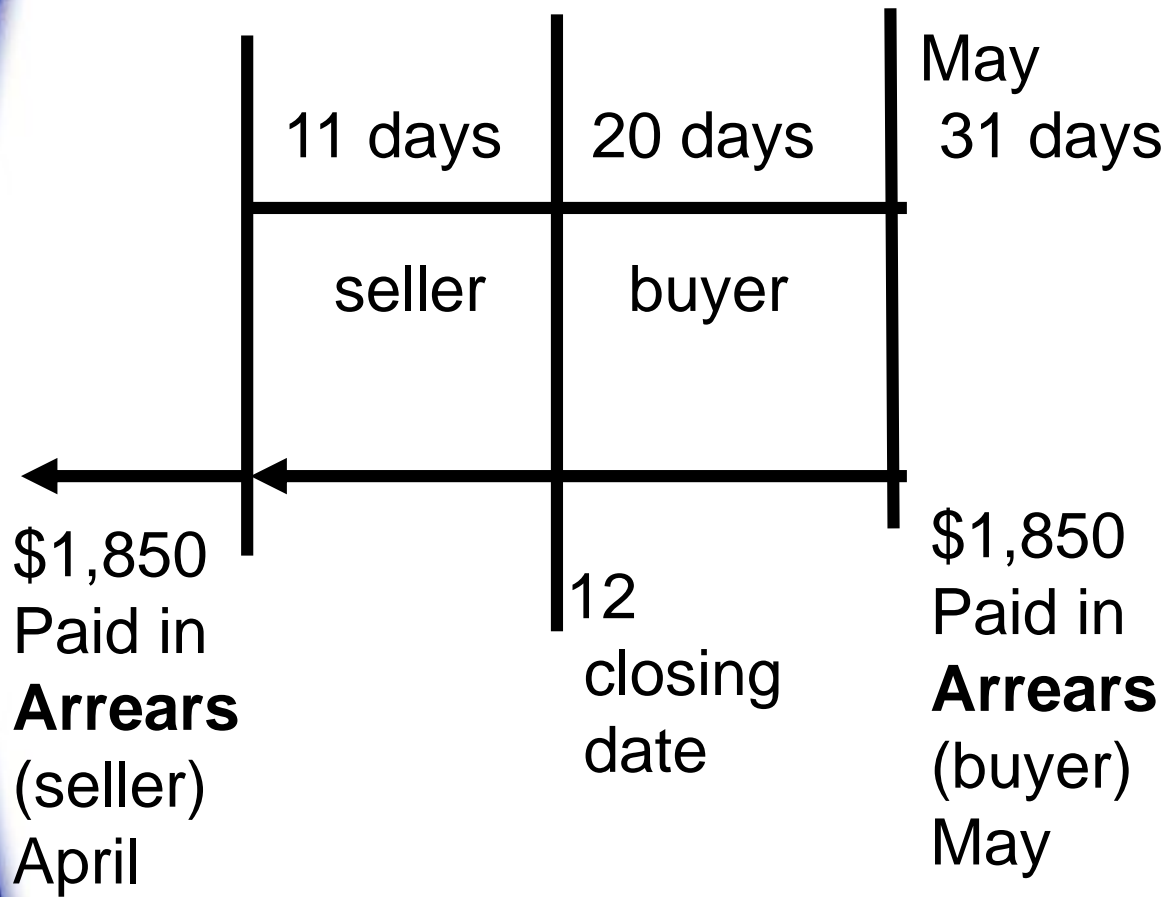 May
11 days
20 days
31 days
seller
buyer
$1,850
Paid in
Arrears
(seller)
April
12
closing
date
$1,850
Paid in
Arrears
(buyer)
May